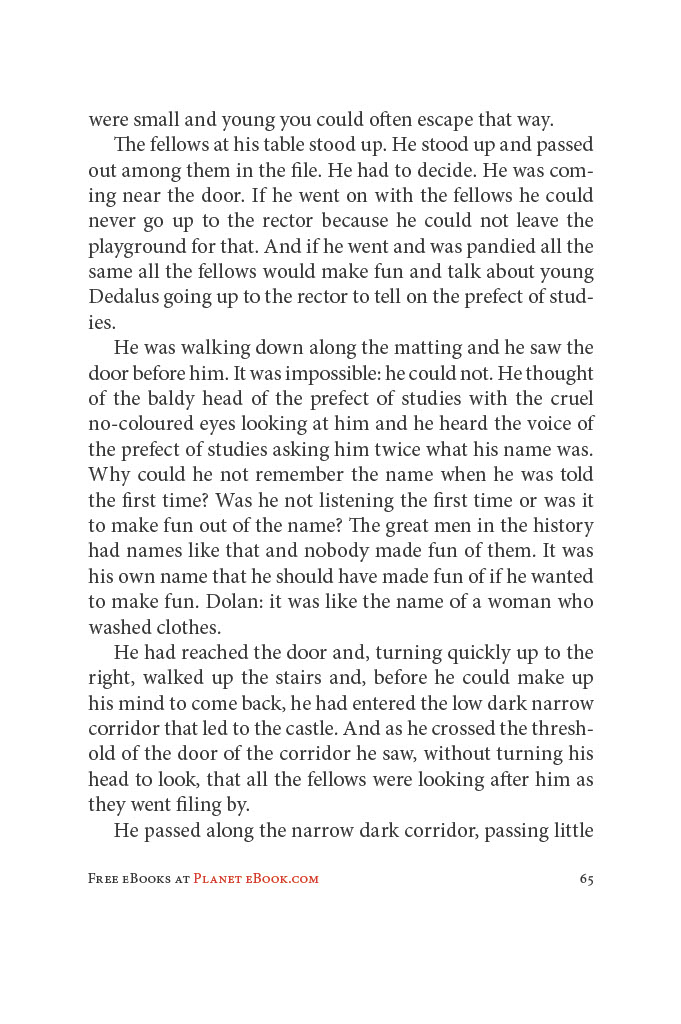 were small and young you could often escape that way.
The fellows at his table stood up. He stood up and passed
out among them in the file. He had to decide. He was com-
ing near the door. If he went on with the fellows he could
never go up to the rector because he could not leave the
playground for that. And if he went and was pandied all the
same all the fellows would make fun and talk about young
Dedalus going up to the rector to tell on the prefect of stud-
ies.
He was walking down along the matting and he saw the
door before him. It was impossible: he could not. He thought
of the baldy head of the prefect of studies with the cruel
no-coloured eyes looking at him and he heard the voice of
the prefect of studies asking him twice what his name was.
Why could he not remember the name when he was told
the first time? Was he not listening the first time or was it
to make fun out of the name? The great men in the history
had names like that and nobody made fun of them. It was
his own name that he should have made fun of if he wanted
to make fun. Dolan: it was like the name of a woman who
washed clothes.
He had reached the door and, turning quickly up to the
right, walked up the stairs and, before he could make up
his mind to come back, he had entered the low dark narrow
corridor that led to the castle. And as he crossed the thresh-
old of the door of the corridor he saw, without turning his
head to look, that all the fellows were looking after him as
they went filing by.
He passed along the narrow dark corridor, passing little
Free eBooks at Planet eBook.com 65